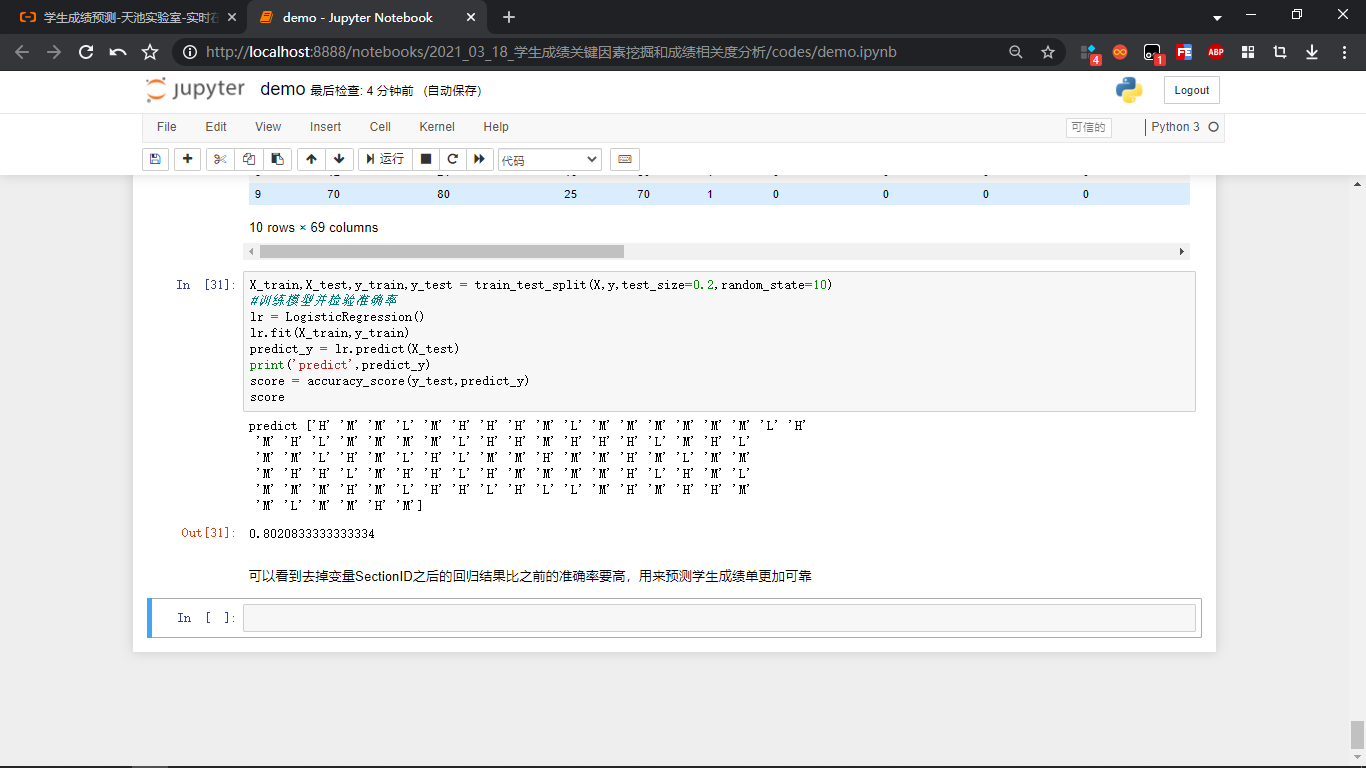 学生成绩预测-天池实验室-实时在
demo - Jupyter Notebook
http://localhost:8888/notebooks/2021_03_18_学生成绩关键因素挖掘和成绩相关度分析/codes/demo.ipynb
4
1
FE
ABP
jupyter demo 最后检查: 4 分钟前 (自动保存)
Logout
File Edit View Insert Cell Kernel Help
可信的
Python 3
运行
代码
9 70 80 25 70 1 0 0 0 0
10 rows × 69 columns
In [31]: X_train,X_test,y_train,y_test = train_test_split(X,y,test_size=0.2,random_state=10)
#训练模型并检验准确率
lr = LogisticRegression()
lr.fit(X_train,y_train)
predict_y = lr.predict(X_test)
print('predict',predict_y)
score = accuracy_score(y_test,predict_y)
score
predict ['H' 'M' 'M' 'L' 'M' 'H' 'H' 'H' 'M' 'L' 'M' 'M' 'M' 'M' 'M' 'M' 'L' 'H'
'M' 'H' 'L' 'M' 'M' 'M' 'M' 'L' 'H' 'H' 'M' 'H' 'H' 'H' 'L' 'M' 'H' 'L'
'M' 'M' 'L' 'H' 'M' 'L' 'H' 'L' 'H' 'M' 'H' 'M' 'M' 'H' 'M' 'L' 'M' 'M'
'M' 'H' 'H' 'L' 'M' 'H' 'H' 'L' 'H' 'M' 'M' 'M' 'M' 'H' 'L' 'H' 'M' 'L'
'M' 'M' 'M' 'H' 'M' 'L' 'H' 'H' 'L' 'H' 'L' 'L' 'M' 'H' 'M' 'H' 'H' 'M'
'M' 'L' 'M' 'M' 'H' 'M']
Out[31]: 0.8020833333333334
可以看到去掉变量SectionID之后的回归结果比之前的准确率要高，用来预测学生成绩单更加可靠
In [ ]: